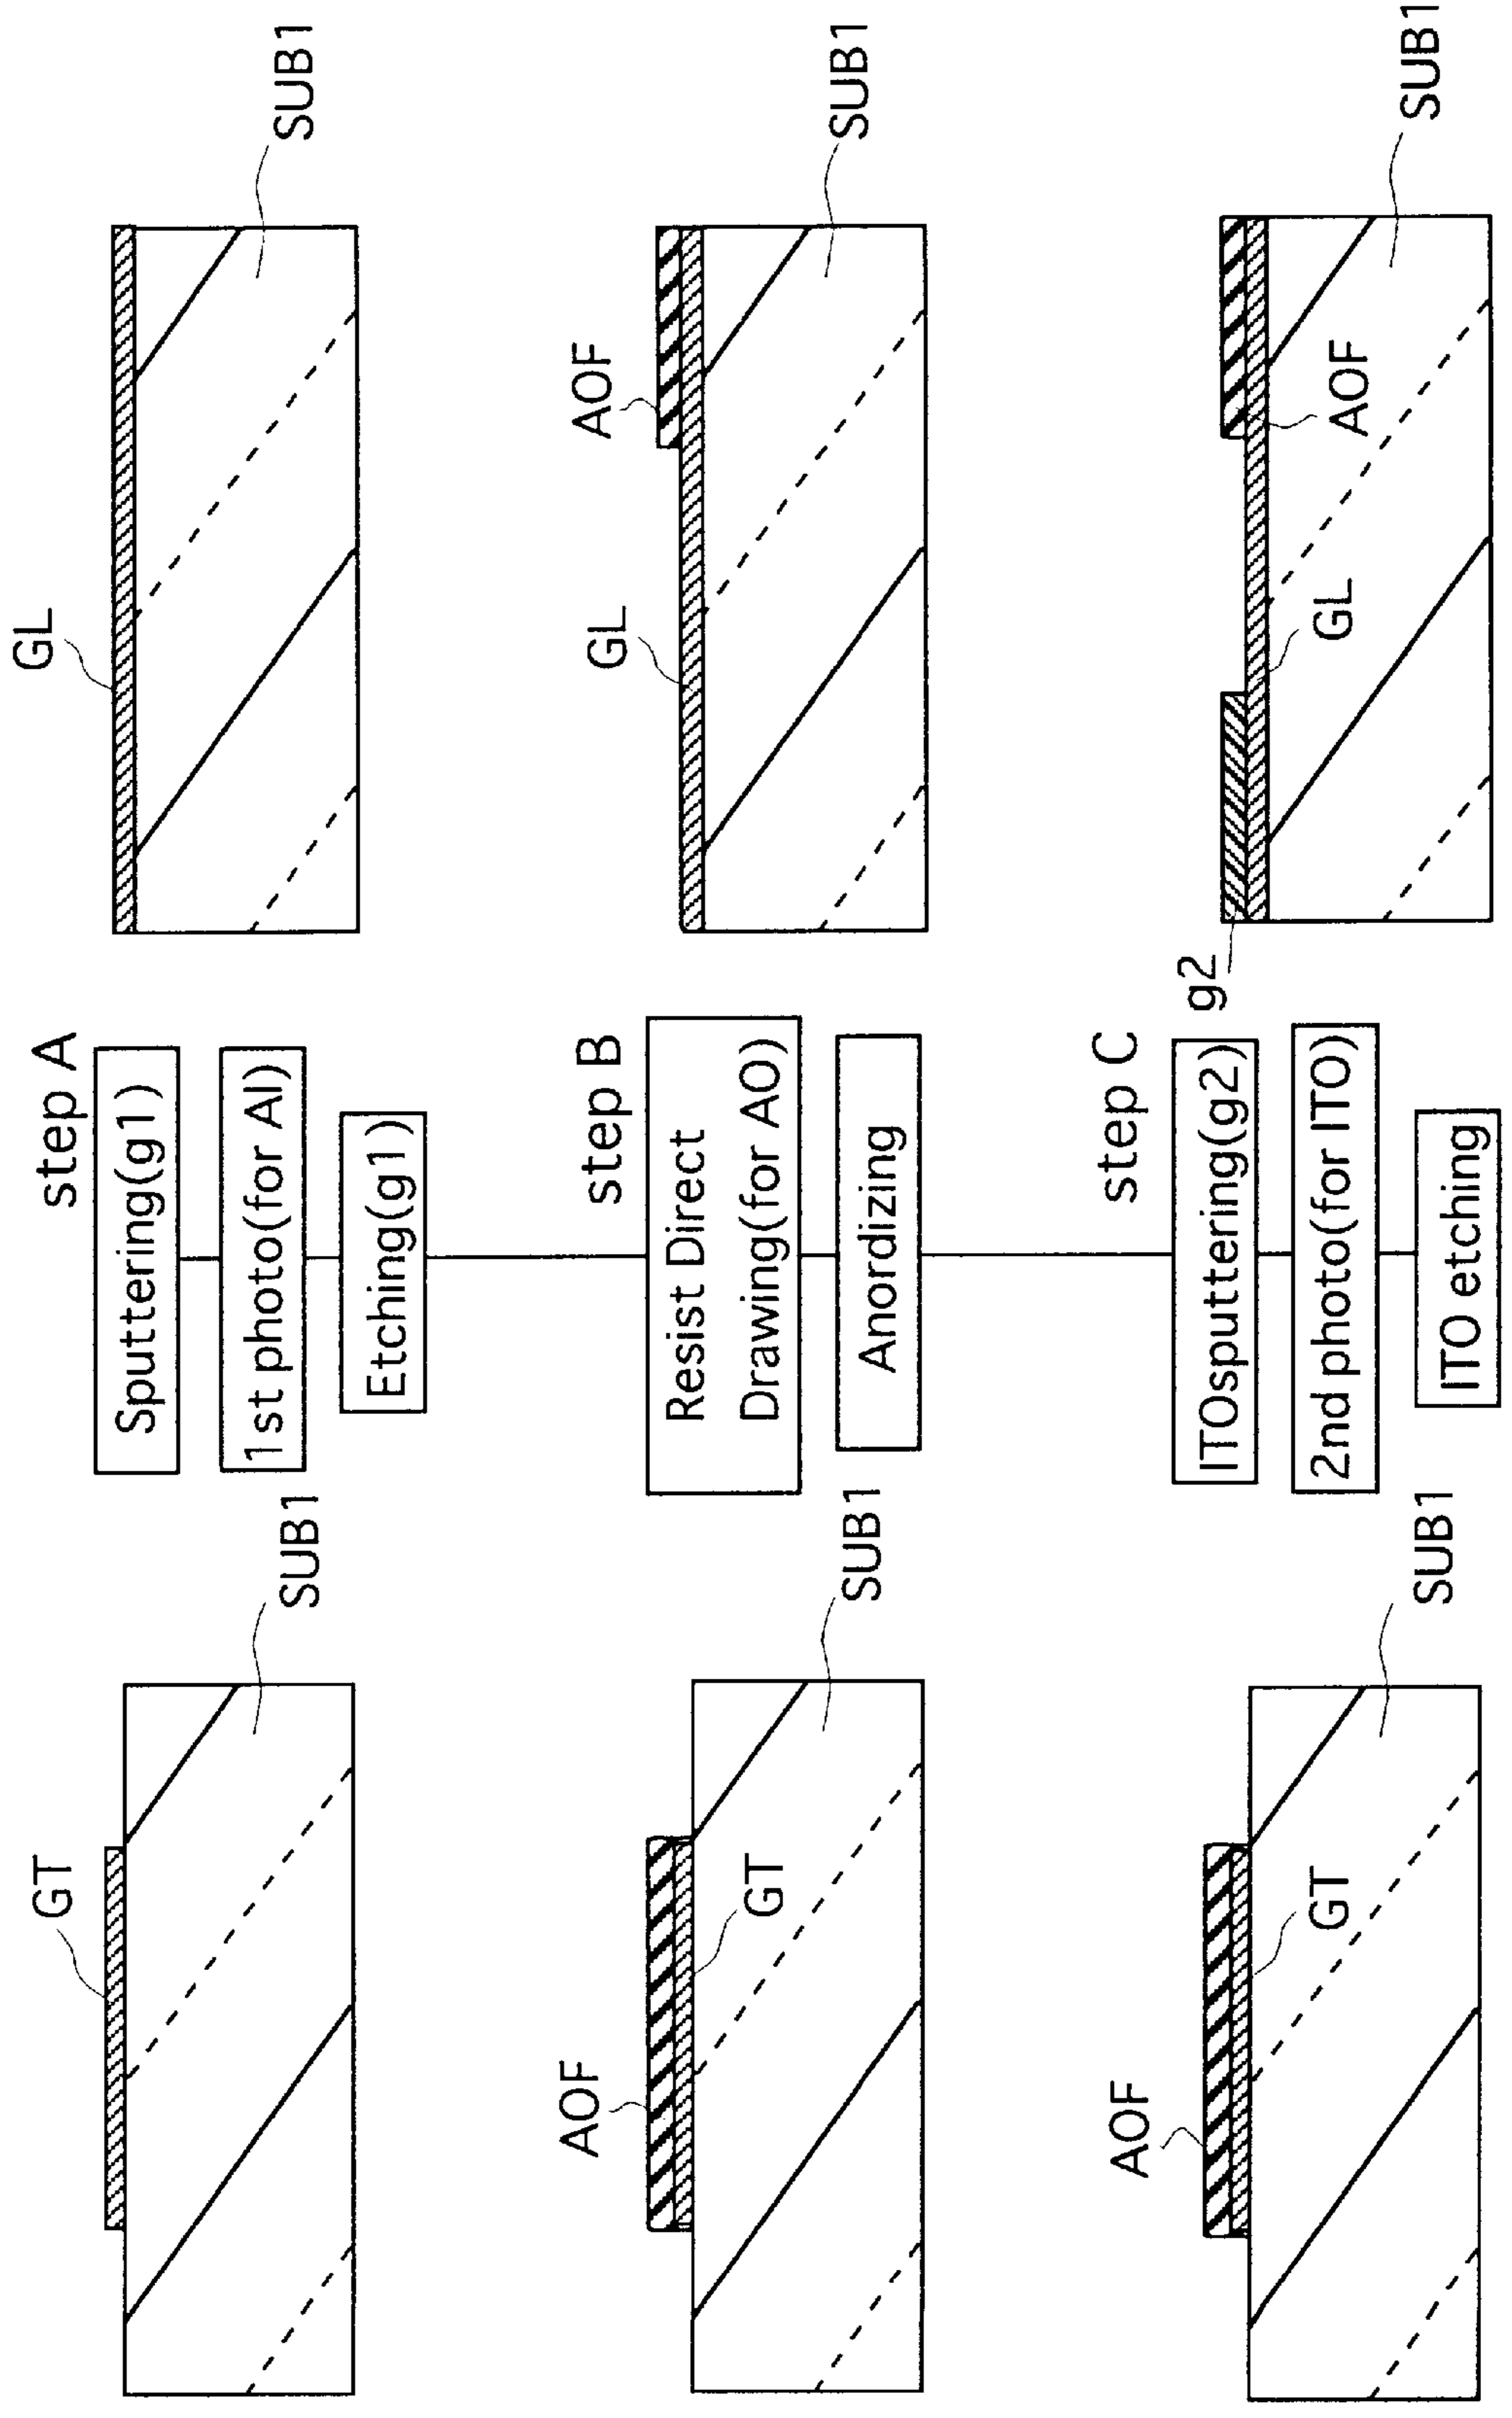 GT
SUB1
step A
Sputtering(g1)
1st photo(for Al)
Etching(g1)
GL
SUB1
AOF
GT
SUB1
step B
Resist Direct
Drawing(for AO)
Anordizing
GL
AOF
SUB1
AOF
GT
SUB1
step C
ITOsputtering(g2)
2nd photo(for ITO)
ITO etching
g2
GL
AOF
SUB1